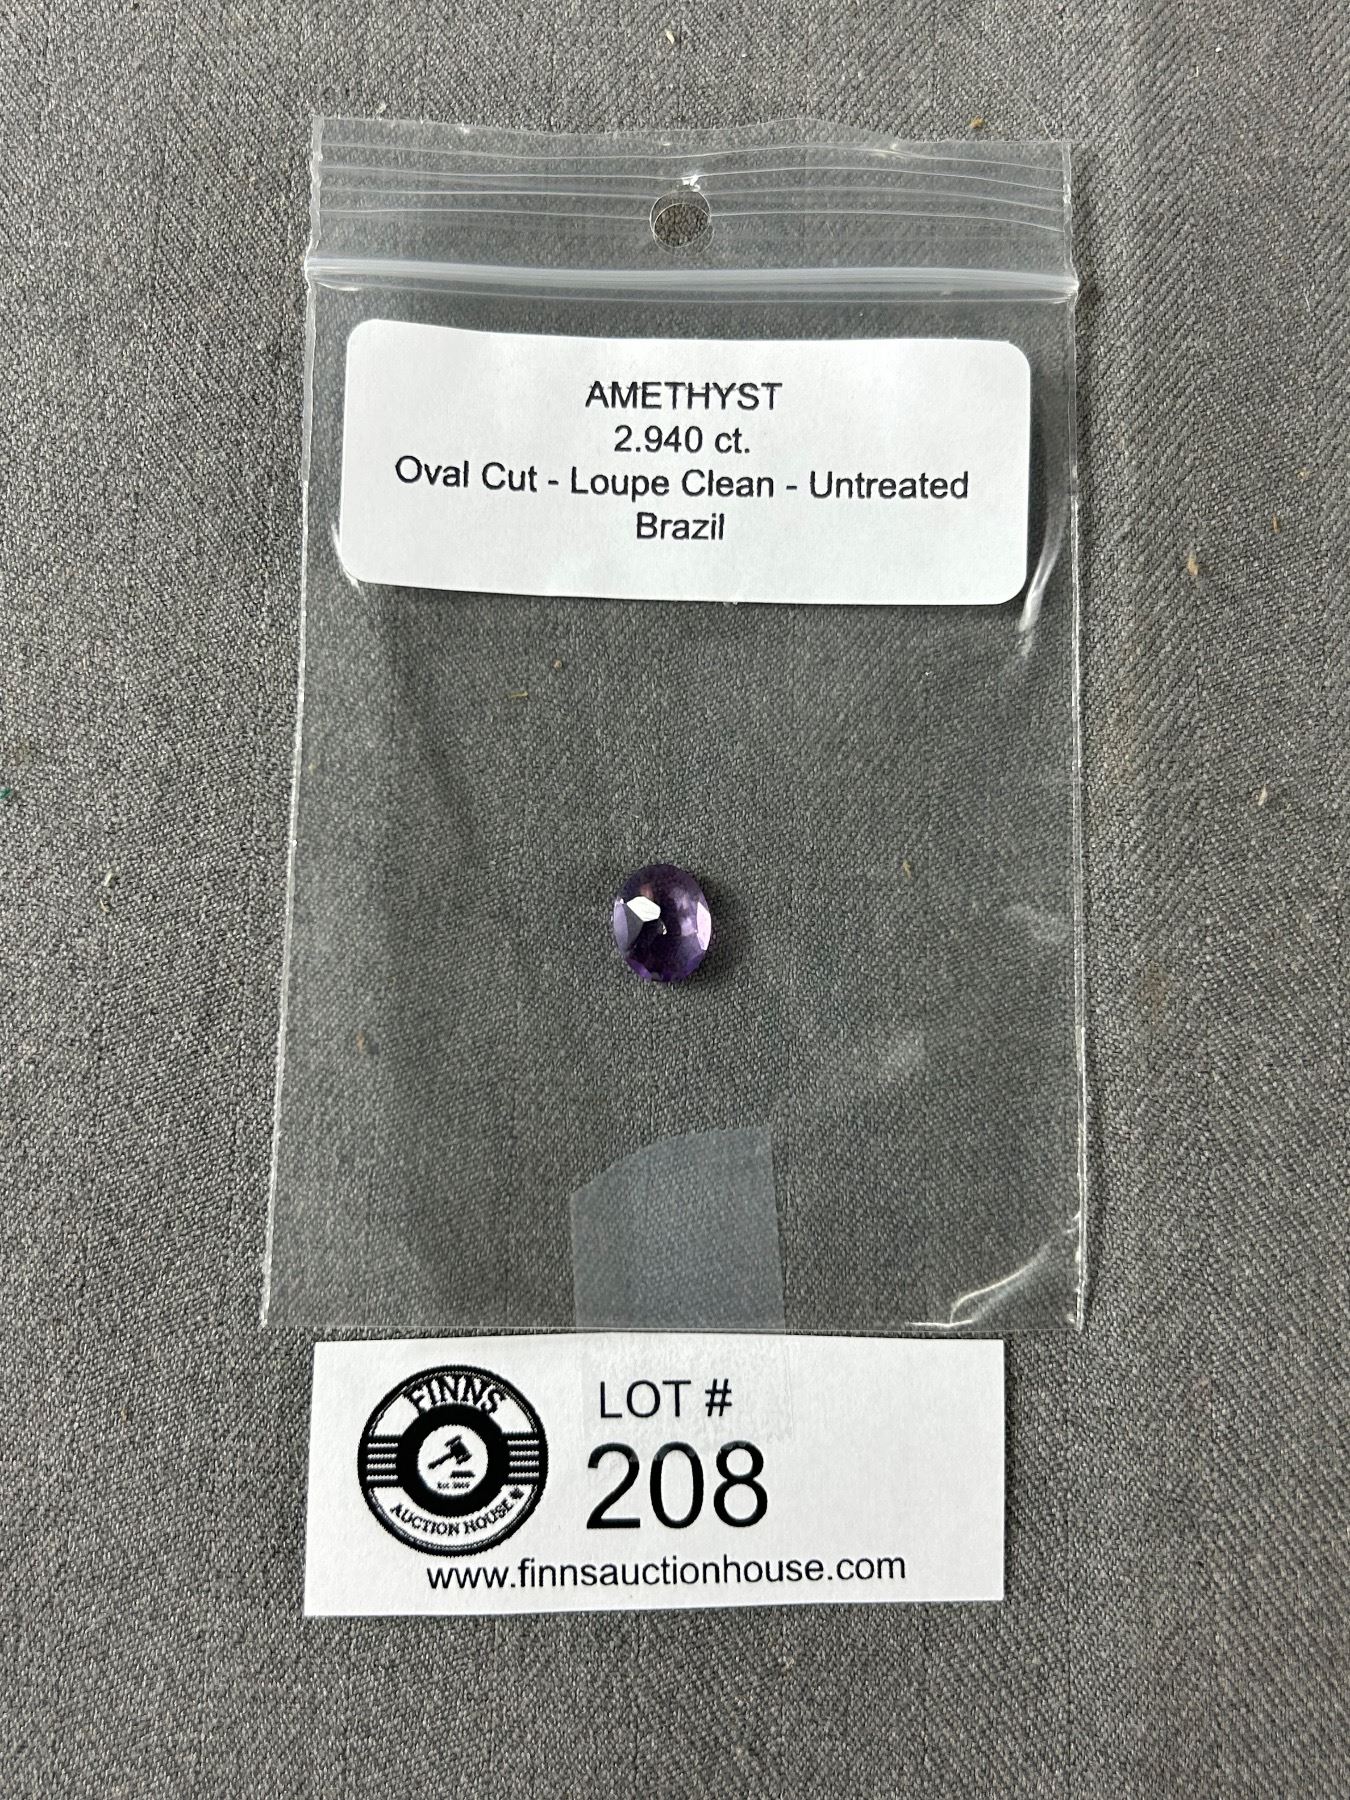 AMETHYST
2.940 ct.
Oval Cut - Loupe Clean - Untreated
Brazil
FINNS
AUCTION HOUSE
LOT #
208
www.finnsauctionhouse.com